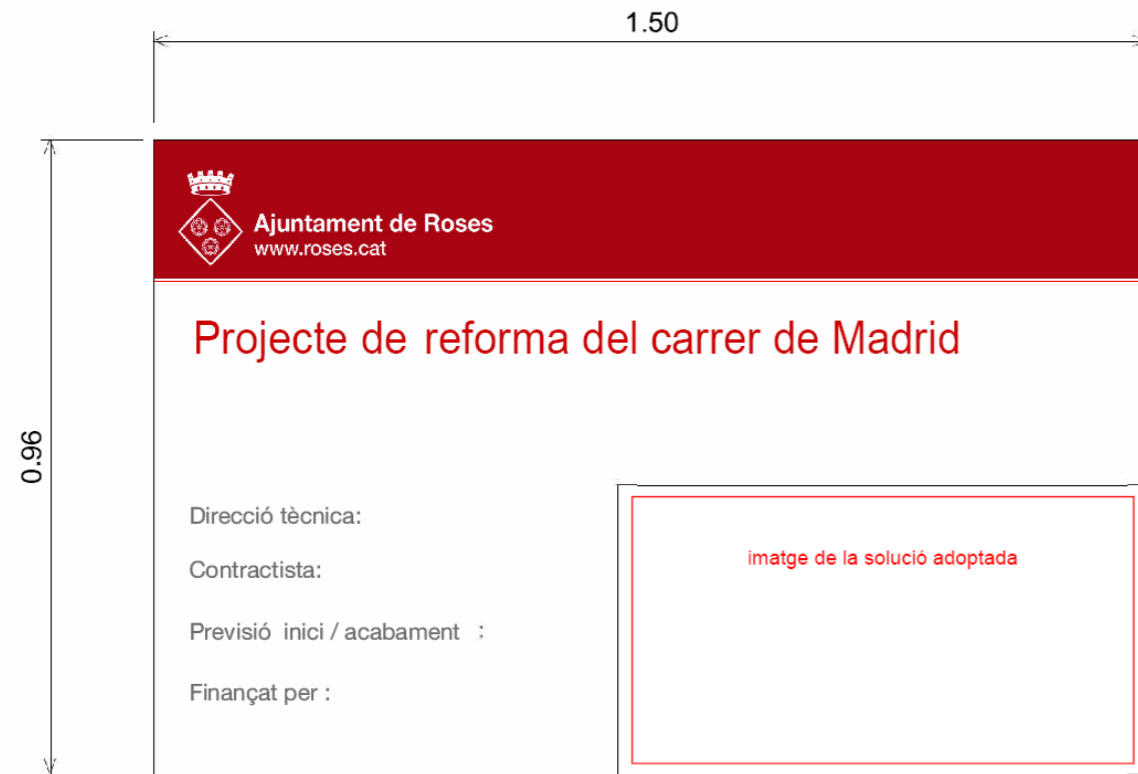 1.50
Ajuntament de Roses
www.roses.cat
Projecte de reforma del carrer de Madrid
0.96
Direcció tècnica:
imatge de la solució adoptada
Contractista:
Previsió inici / acabament :
Finançat per :